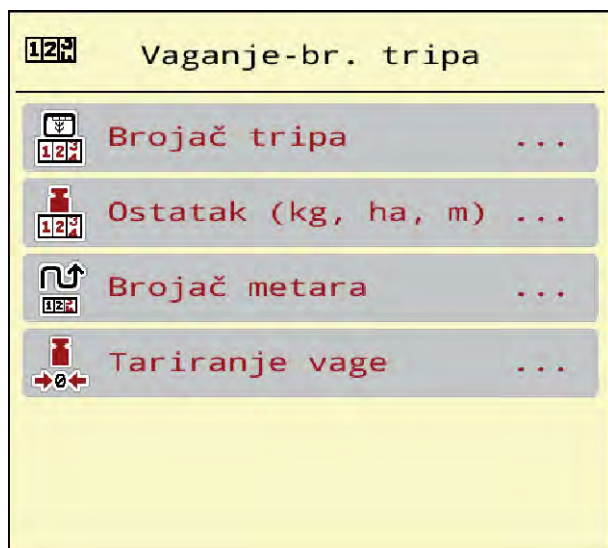 Vaganje-br. tripa
Brojač tripa ...
Ostatak (kg, ha, m) ...
Brojač metara ...
Tariranje vage ...